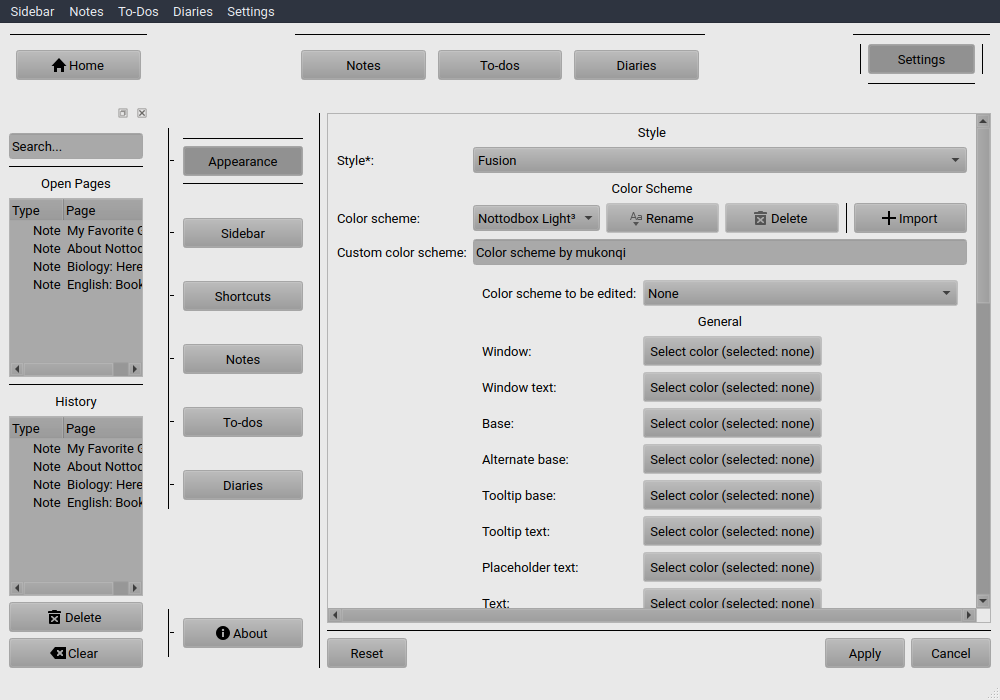 Sidebar Notes To-Dos Diaries Settings
Home Notes To-dos Diaries Settings
Search...
Open Pages
Type Page
Note My Favorite
Note About Nottoc
Note Biology: Here
Note English: Book
History
Type Page
Note My Favorite
Note About Nottoc
Note Biology: Here
Note English: Book
Delete
Clear
Appearance
Sidebar
Shortcuts
Notes
To-dos
Diaries
About
Style
Style*: Fusion
Color Scheme
Color scheme: Nottodbox Light³ Rename Delete Import
Custom color scheme: Color scheme by mukonqi
Color scheme to be edited: None
General
Window: Select color (selected: none)
Window text: Select color (selected: none)
Base: Select color (selected: none)
Alternate base: Select color (selected: none)
Tooltip base: Select color (selected: none)
Tooltip text: Select color (selected: none)
Placeholder text: Select color (selected: none)
Text: Select color (selected: none)
Reset Apply Cancel